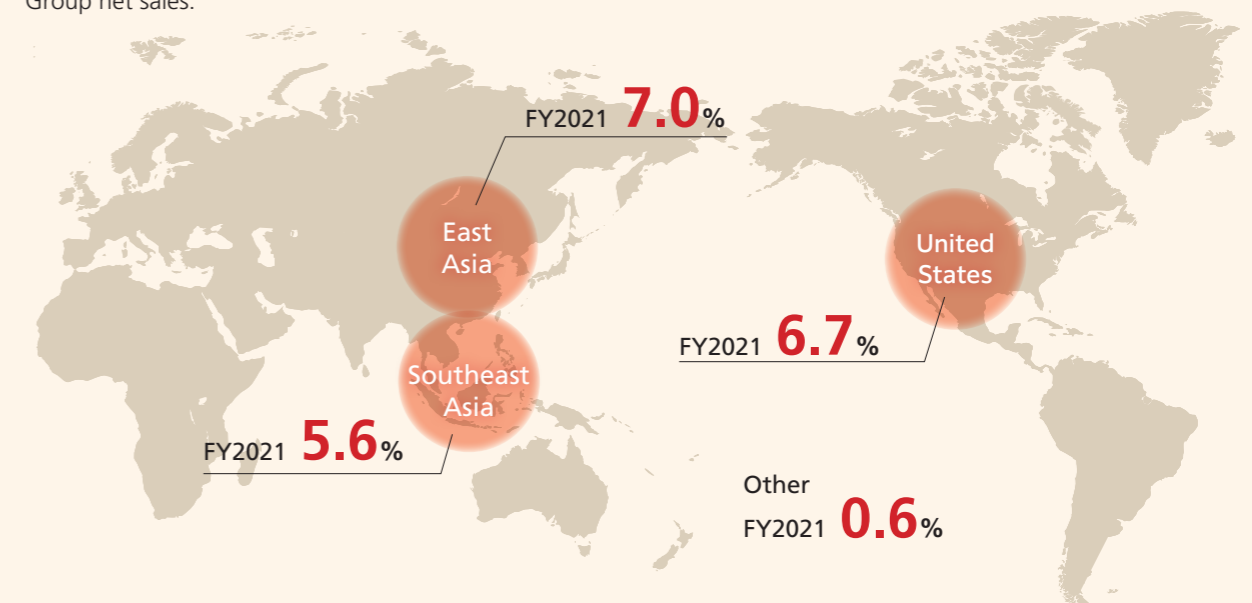 Group net sales.
FY2021 7.0%
East
Asia
United
States
FY2021 6.7%
Southeast
Asia
FY2021 5.6%
Other
FY2021 0.6%